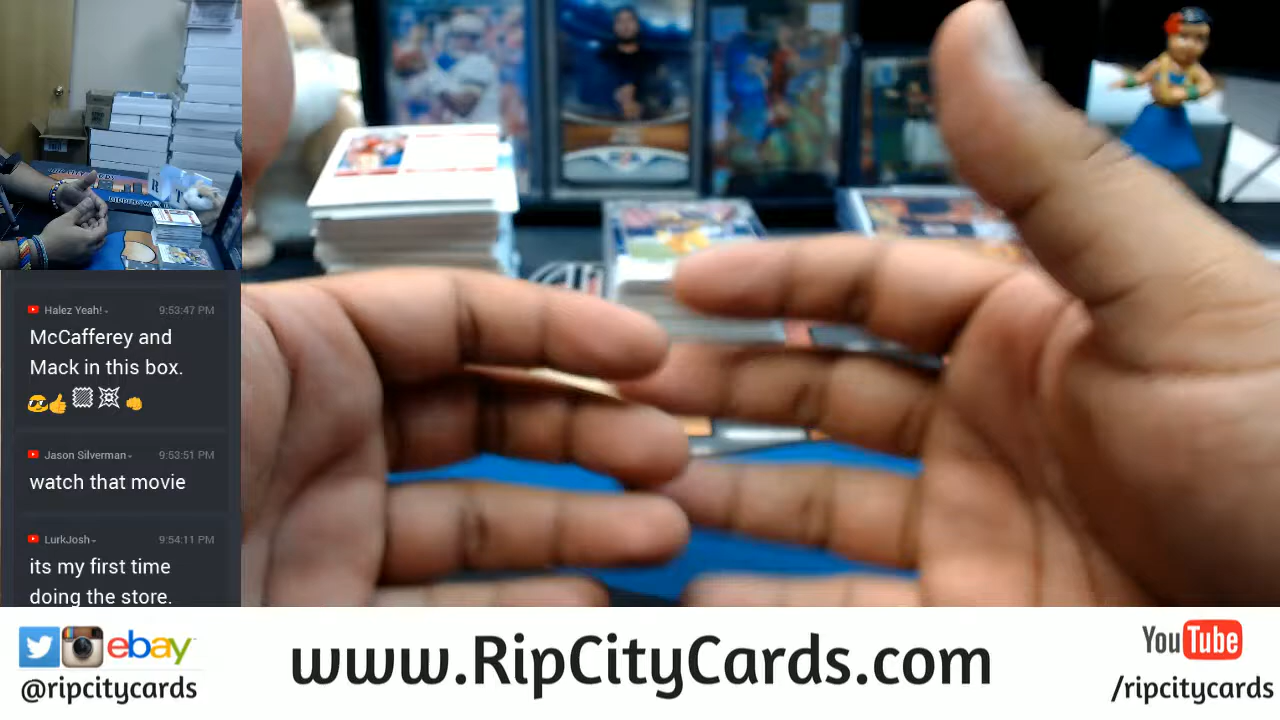 Halez Yeah! 9:53:47 PM
McCafferey and
Mack in this box.
Jason Silverman 9:53:51 PM
watch that movie
LurkJosh 9:54:11 PM
its my first time
doing the store.
ebay
@ripcitycards
www.RipCityCards.com
YouTube
/ripcitycards